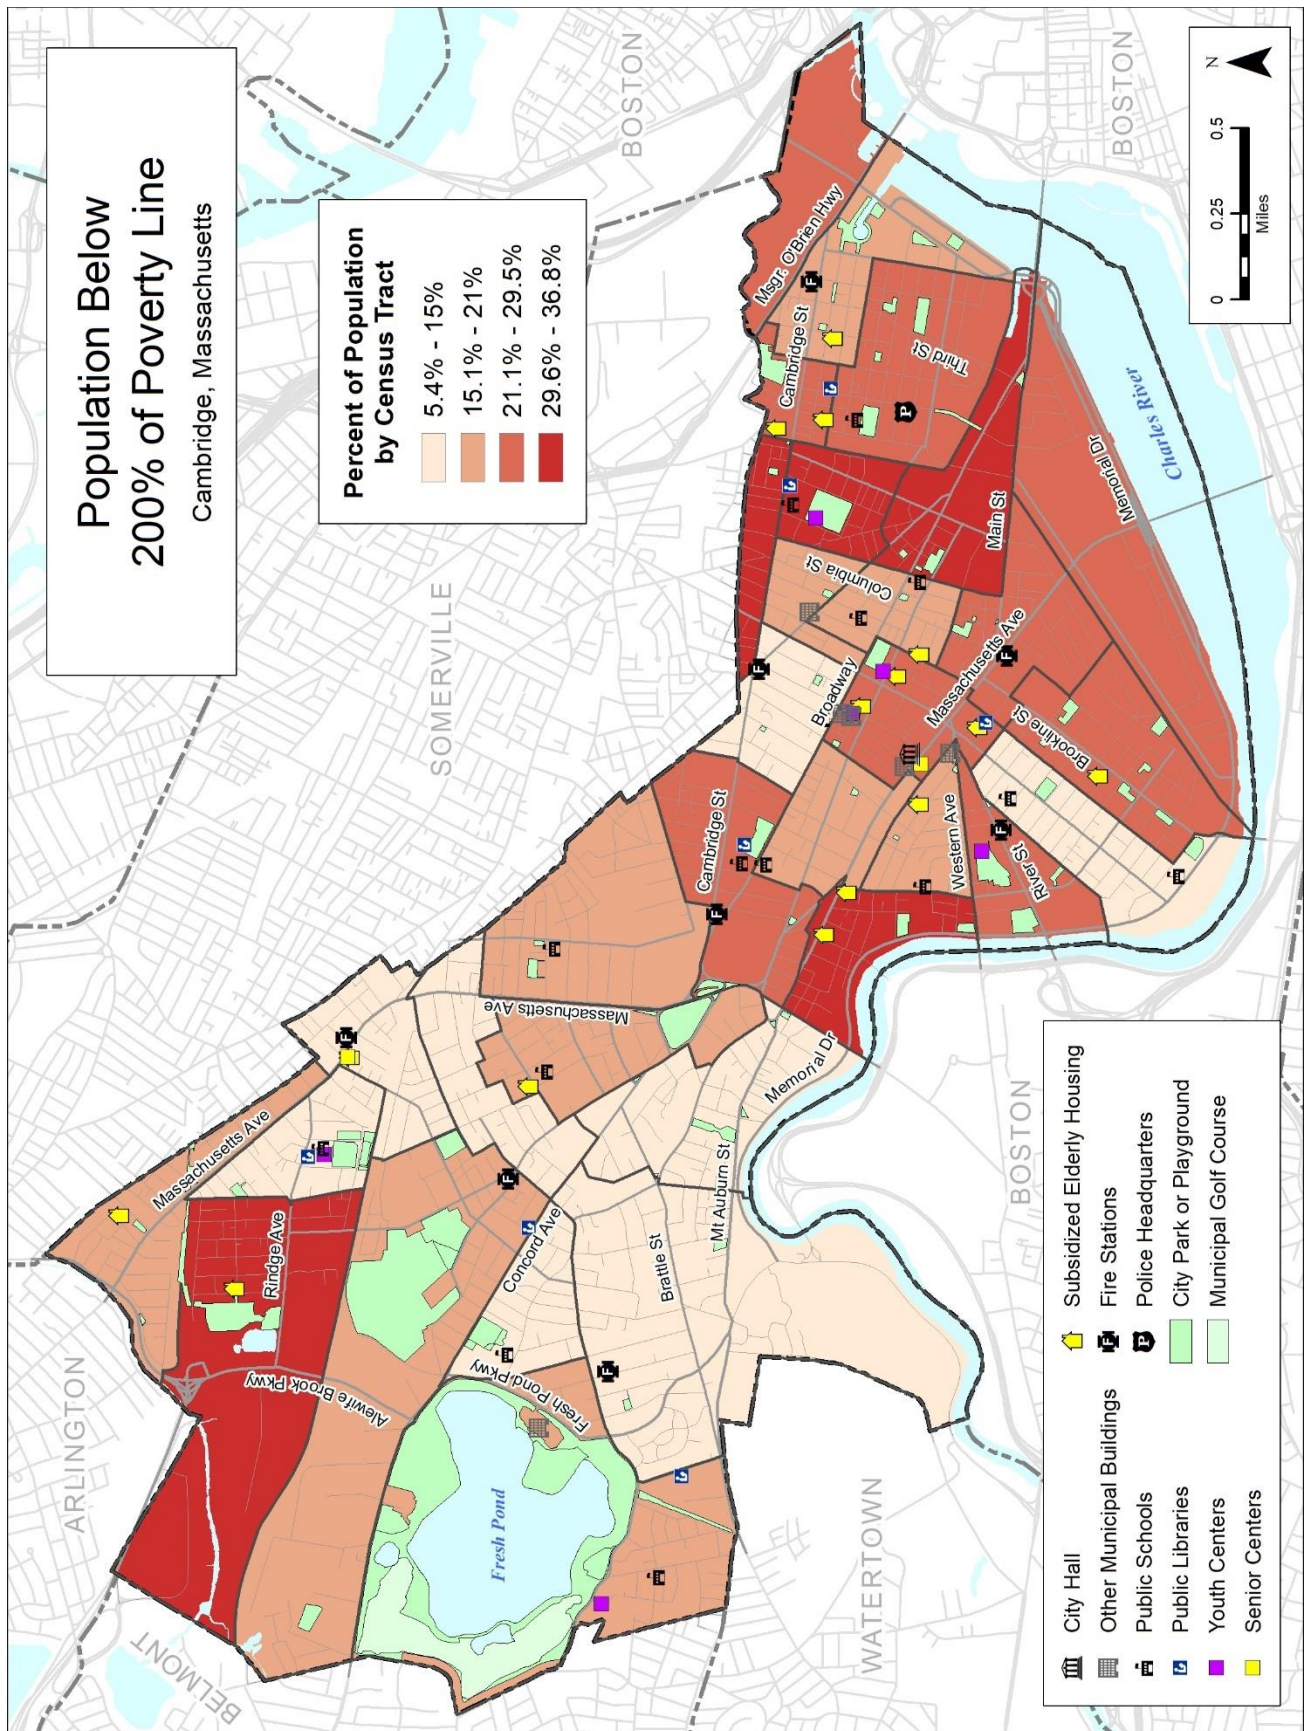 Population Below
200% of Poverty Line
Cambridge, Massachusetts
Percent of Population
by Census Tract
5.4% - 15%
15.1% - 21%
21.1% - 29.5%
29.6% - 36.8%
ARLINGTON
BELMONT
SOMERVILLE
BOSTON
BOSTON
BOSTON
WATERTOWN
Massachusetts Ave
Rindge Ave
Alewife Brook Pkwy
Concord Ave
Fresh Pond Pkwy
Fresh Pond
Brattle St
Mt Auburn St
Memorial Dr
Massachusetts Ave
Cambridge St
Broadway
Columbia St
Cambridge St
Msgr. O'Brien Hwy
Third St
Main St
Massachusetts Ave
Western Ave
River St
Brookline St
Memorial Dr
Charles River
F
F
F
F
F
F
F
F
P
N
0
0.25
0.5
Miles
City Hall
Other Municipal Buildings
Public Schools
Public Libraries
Youth Centers
Senior Centers
Subsidized Elderly Housing
F
Fire Stations
P
Police Headquarters
City Park or Playground
Municipal Golf Course